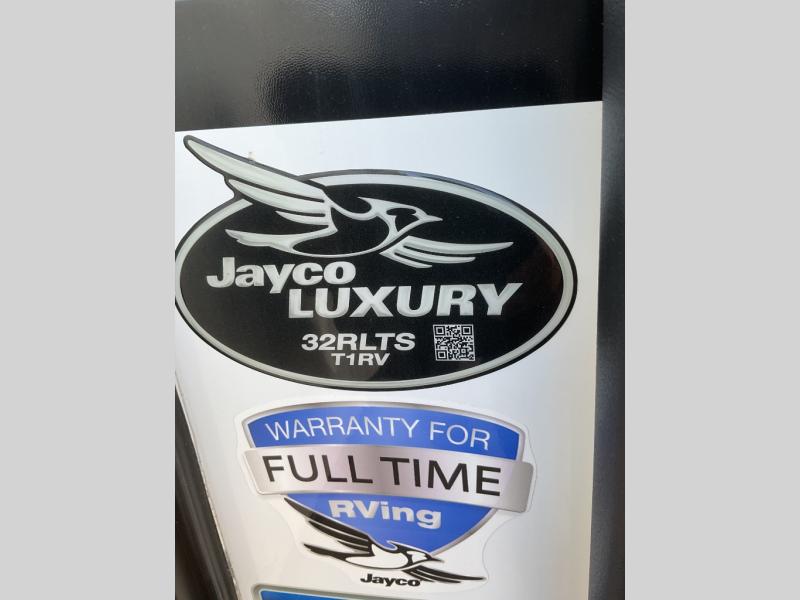 Jayco
LUXURY
32RLTS
T1RV
WARRANTY FOR
FULL TIME
RVing
Jayco